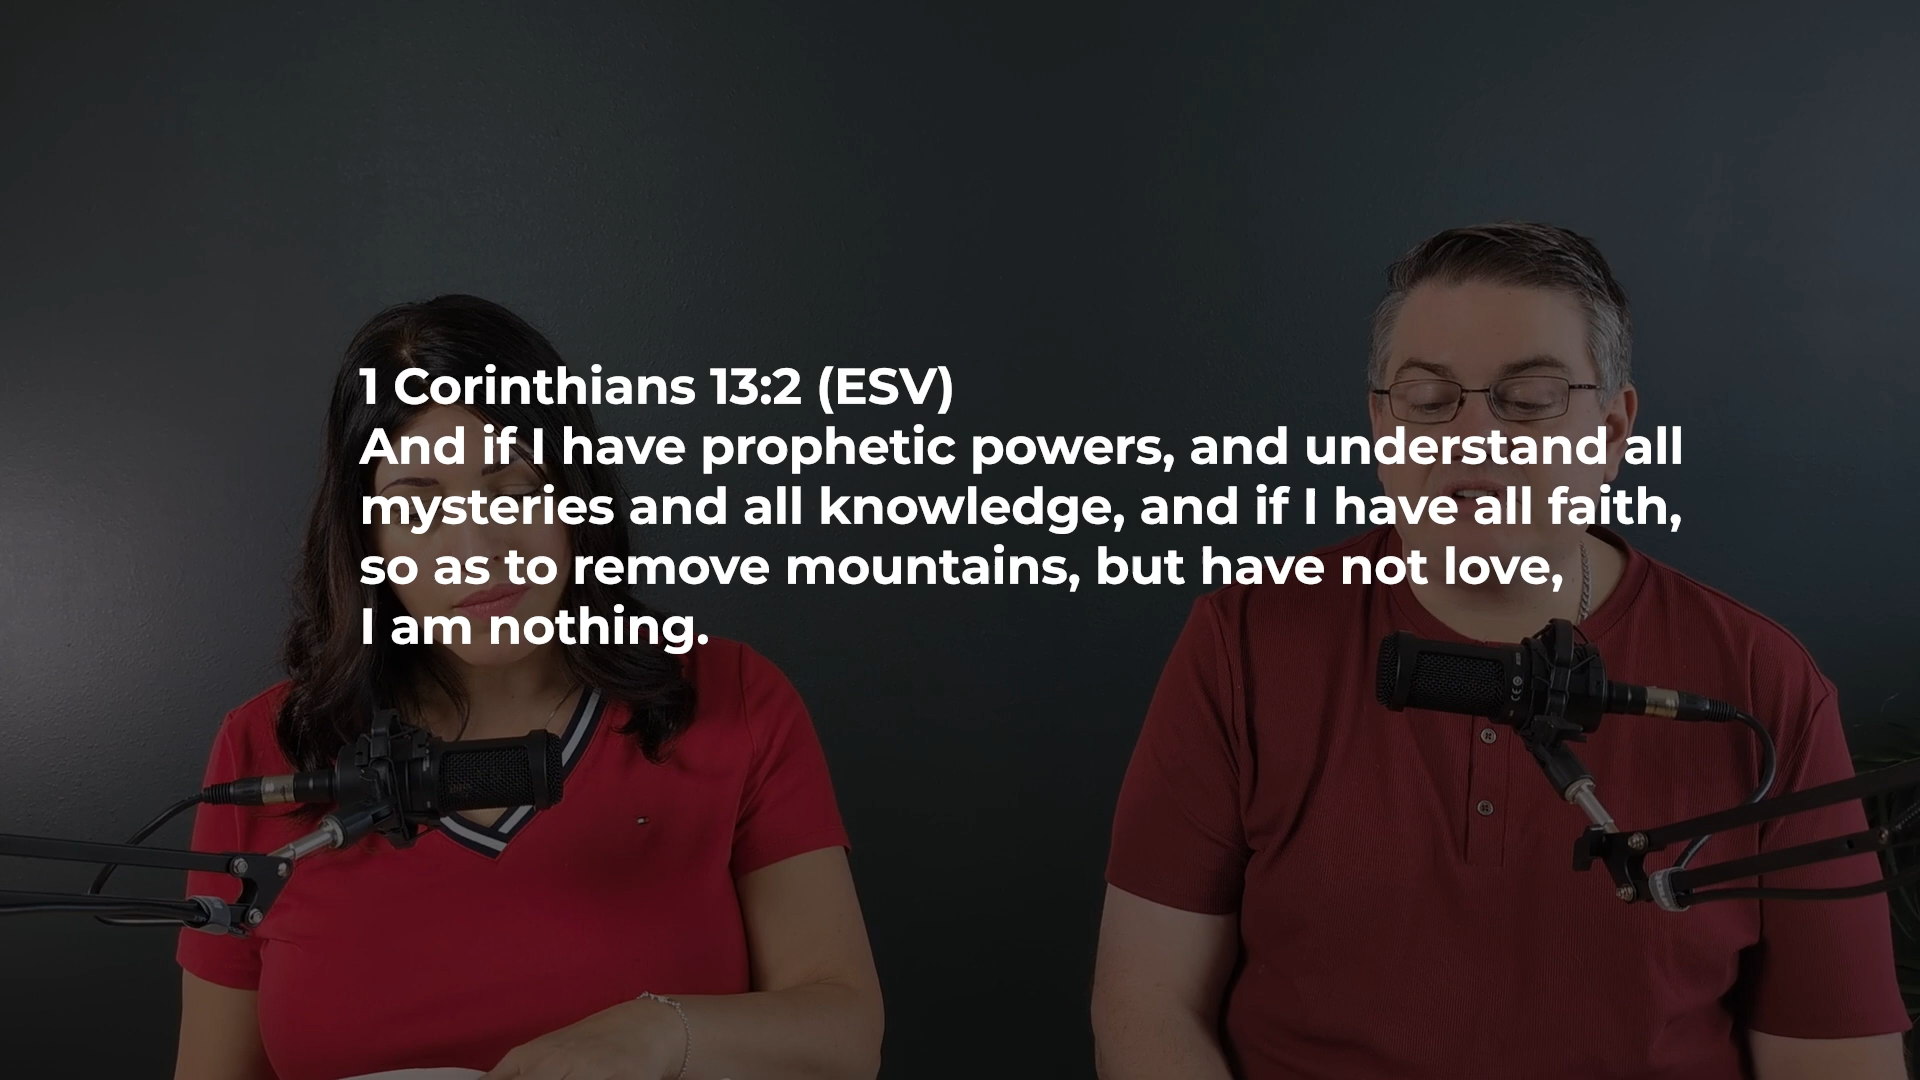 1 Corinthians 13:2 (ESV)
And if I have prophetic powers, and understand all
mysteries and all knowledge, and if I have all faith,
so as to remove mountains, but have not love,
I am nothing.